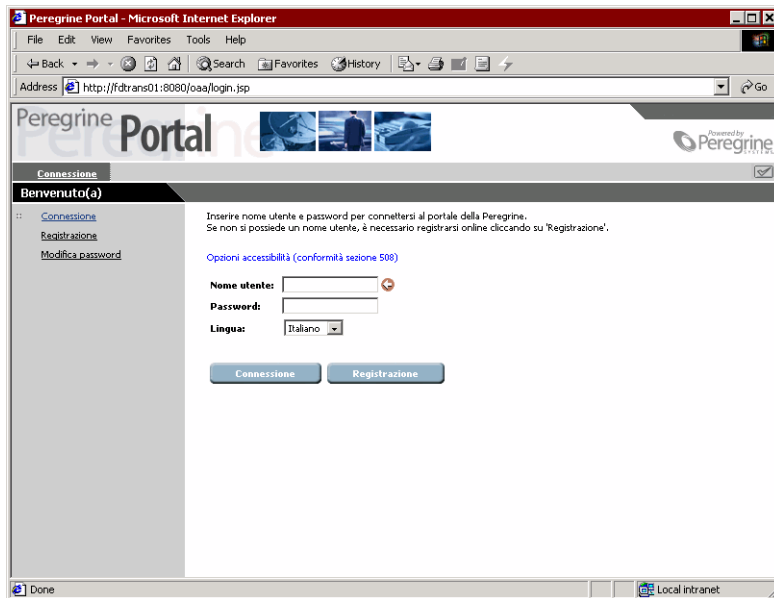 Peregrine Portal - Microsoft Internet Explorer
File Edit View Favorites Tools Help
Back Search Favorites History
Address http://fdtrans01:8080/oaa/login.jsp Go
Peregrine Portal
Powered by
Peregrine
SYSTEMS
Connessione
Benvenuto(a)
Connessione
Registrazione
Modifica password
Inserire nome utente e password per connettersi al portale della Peregrine.
Se non si possiede un nome utente, è necessario registrarsi online cliccando su 'Registrazione'.
Opzioni accessibilità (conformità sezione 508)
Nome utente:
Password:
Lingua: Italiano
Connessione Registrazione
Done Local intranet